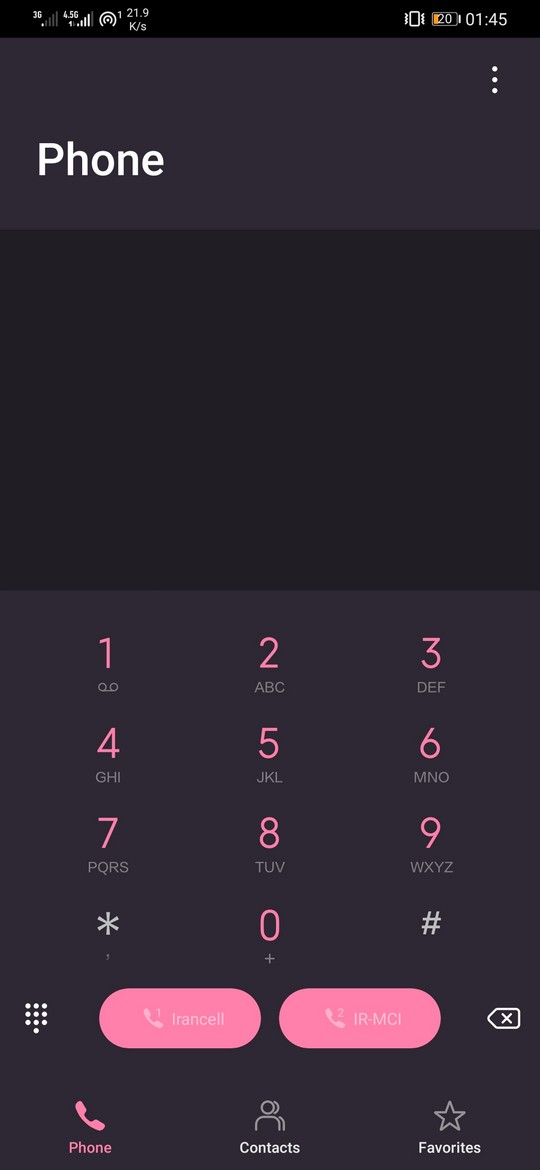 3G 4.5G 1 21.9 K/s 20 01:45
Phone
1 2 3
ABC DEF
4 5 6
GHI JKL MNO
7 8 9
PQRS TUV WXYZ
* 0 #
, +
1 Irancell 2 IR-MCI
Phone Contacts Favorites